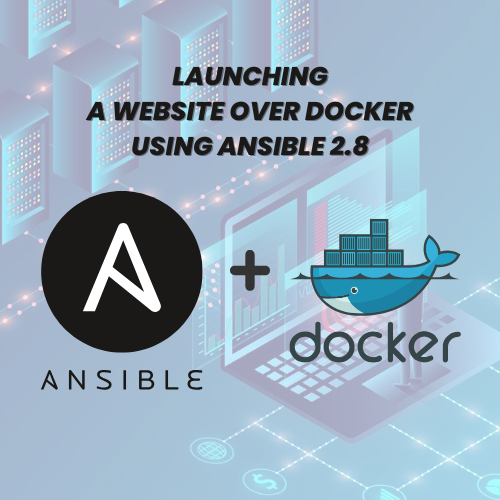 LAUNCHING
A WEBSITE OVER DOCKER
USING ANSIBLE 2.8
A
+
ANSIBLE
docker
$